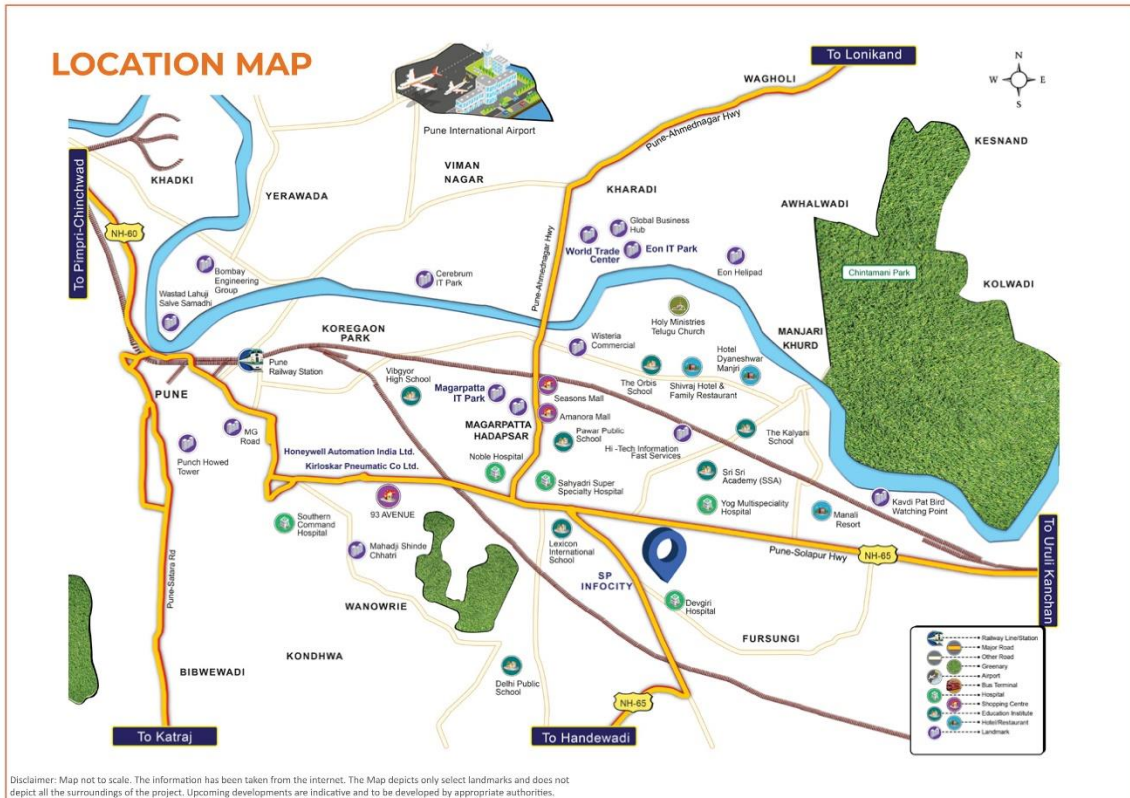 LOCATION MAP
To Lonikand
N
W E
S
WAGHOLI
Pune-Ahmednagar Hwy
Pune International Airport
KESNAND
VIMAN
NAGAR
KHADKI
YERAWADA
KHARADI
AWHALWADI
To Pimpri-Chinchwad
NH-60
Global Business
Hub
World Trade
Center
Eon IT Park
Eon Helipad
Chintamani Park
KOLWADI
Bombay
Engineering
Group
Cerebrum
IT Park
Pune-Ahmednagar Hwy
Wastad Lahuji
Salve Samadhi
Holy Ministries
Telugu Church
KOREGAON
PARK
MANJARI
KHURD
Wisteria
Commercial
Hotel
Dyaneshwar
Manjri
Pune
Railway Station
Vibgyor
High School
The Orbis
School
Shivraj Hotel &
Family Restaurant
PUNE
Magarpatta
IT Park
Seasons Mall
Amanora Mall
MAGARPATTA
HADAPSAR
Pawar Public
School
Hi -Tech Information
Fast Services
The Kalyani
School
MG
Road
Punch Howed
Tower
Honeywell Automation India Ltd.
Kirloskar Pneumatic Co Ltd.
Noble Hospital
Sahyadri Super
Specialty Hospital
Sri Sri
Academy (SSA)
Yog Multispeciality
Hospital
Manali
Resort
Kavdi Pat Bird
Watching Point
93 AVENUE
Southern
Command
Hospital
Mahadji Shinde
Chhatri
Lexicon
International
School
Pune-Solapur Hwy
NH-65
To Uruli Kanchan
Pune-Satara Rd
SP
INFOCITY
Devgiri
Hospital
WANOWRIE
FURSUNGI
KONDHWA
BIBWEWADI
Delhi Public
School
NH-65
To Katraj
To Handewadi
Railway Line/Station
Major Road
Other Road
Greenary
Airport
Bus Terminal
Hospital
Shopping Centre
Education Institute
Hotel/Restaurant
Landmark
Disclaimer: Map not to scale. The information has been taken from the internet. The Map depicts only select landmarks and does not
depict all the surroundings of the project. Upcoming developments are indicative and to be developed by appropriate authorities.